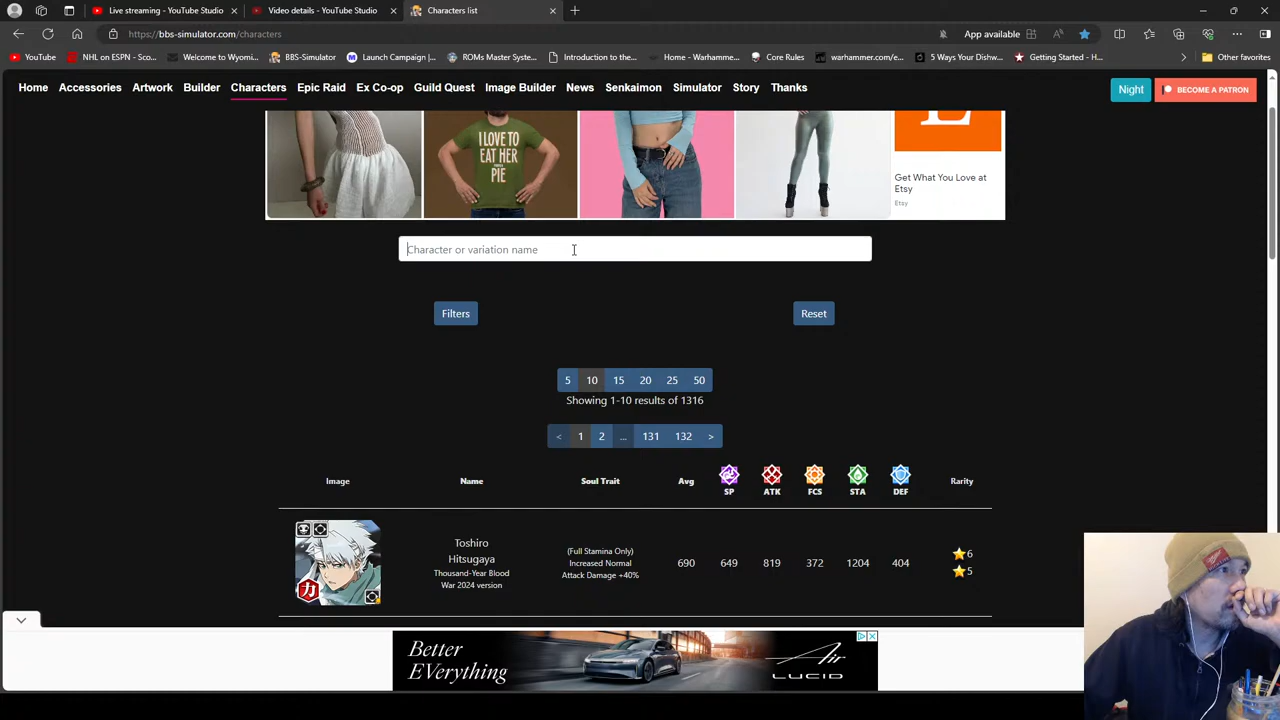 Live streaming - YouTube Studio
Video details - YouTube Studio
Characters list
https://bbs-simulator.com/characters
App available
YouTube
NHL on ESPN - Sco...
Welcome to Wyomi...
BBS-Simulator
Launch Campaign |...
ROMs Master Syste...
Introduction to the...
Home - Warhamme...
Core Rules
warhammer.com/e...
5 Ways Your Dishw...
Getting Started - H...
Other favorites
Home
Accessories
Artwork
Builder
Characters
Epic Raid
Ex Co-op
Guild Quest
Image Builder
News
Senkaimon
Simulator
Story
Thanks
Night
BECOME A PATRON
I LOVE TO
EAT HER
PIE
Get What You Love at
Etsy
Etsy
Character or variation name
Filters
Reset
5 10 15 20 25 50
Showing 1-10 results of 1316
< 1 2 ... 131 132 >
Image Name Soul Trait Avg SP ATK FCS STA DEF Rarity
Toshiro
Hitsugaya
Thousand-Year Blood
War 2024 version
(Full Stamina Only)
Increased Normal
Attack Damage +40%
690 649 819 372 1204 404
6
5
力
Better
EVerything
Air
LUCID